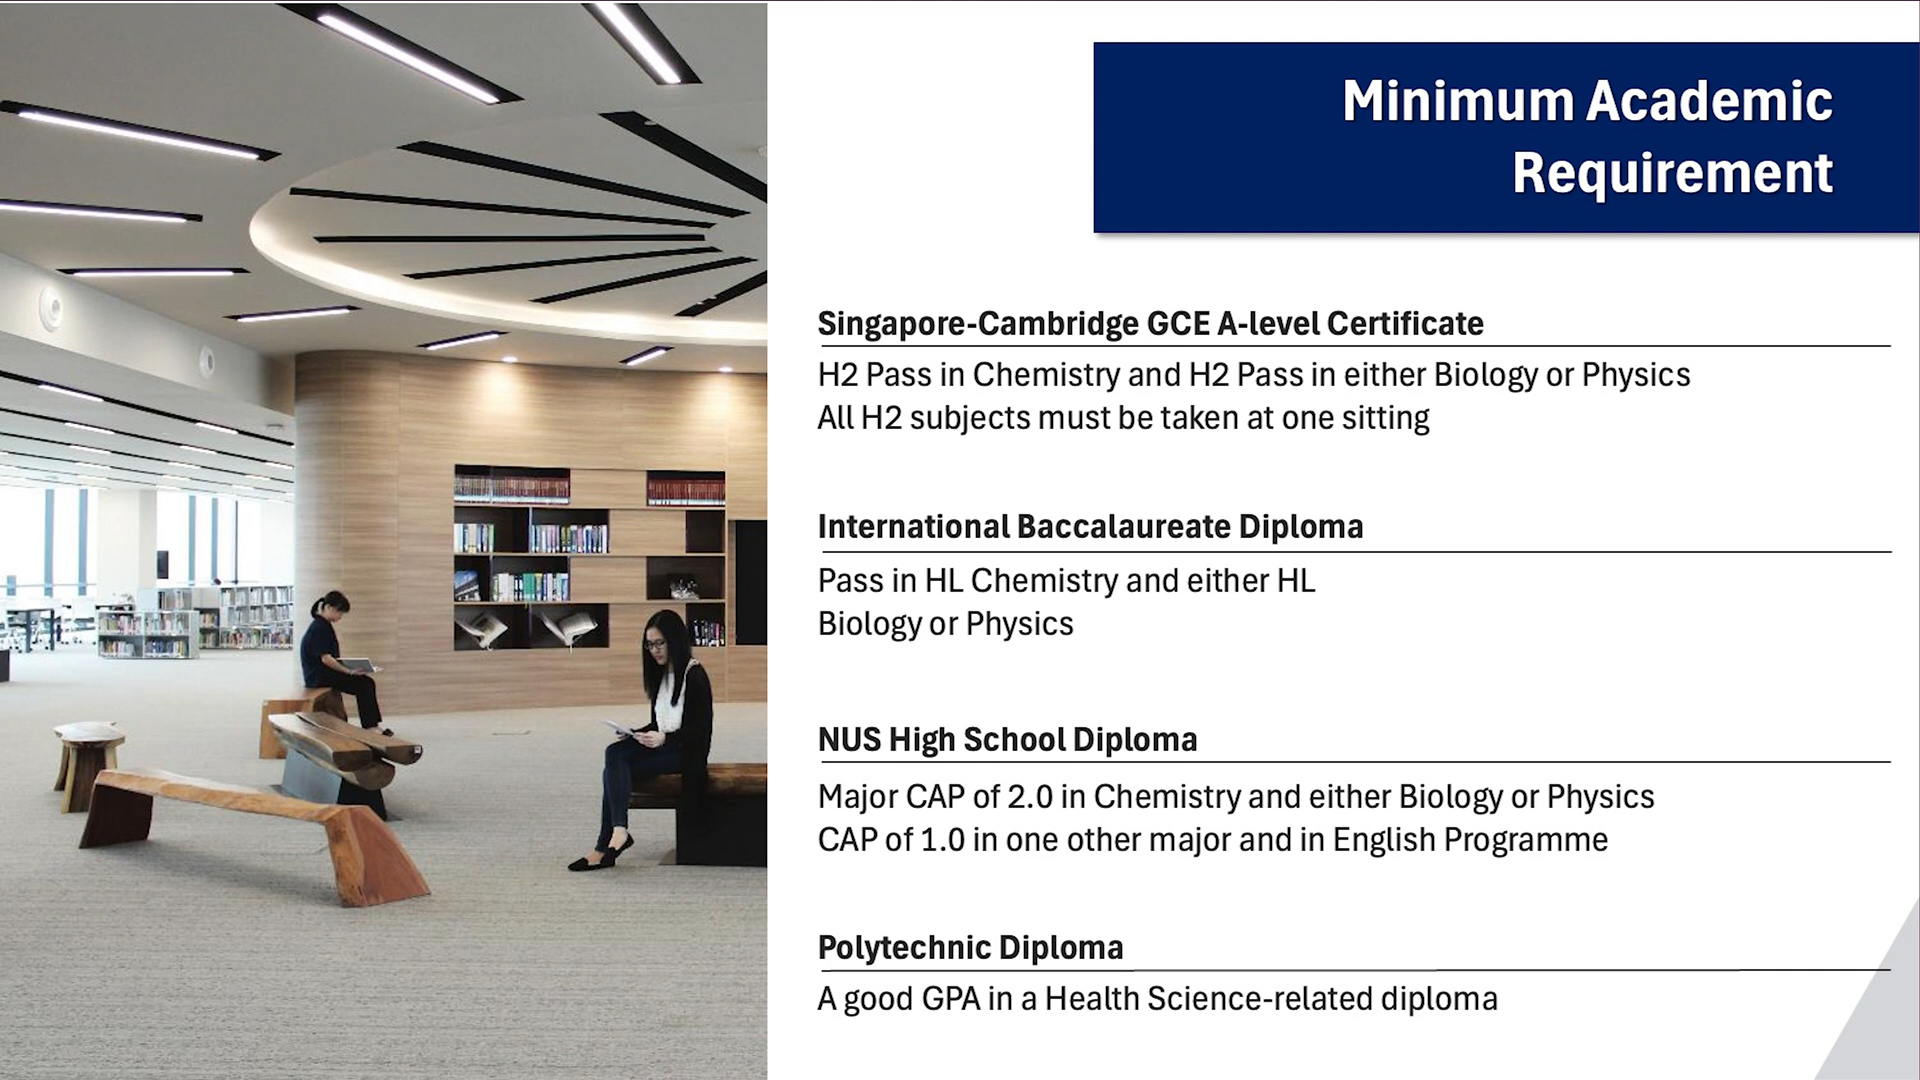 Minimum Academic
Requirement
Singapore-Cambridge GCE A-level Certificate
H2 Pass in Chemistry and H2 Pass in either Biology or Physics
All H2 subjects must be taken at one sitting
International Baccalaureate Diploma
Pass in HL Chemistry and either HL
Biology or Physics
NUS High School Diploma
Major CAP of 2.0 in Chemistry and either Biology or Physics
CAP of 1.0 in one other major and in English Programme
Polytechnic Diploma
A good GPA in a Health Science-related diploma